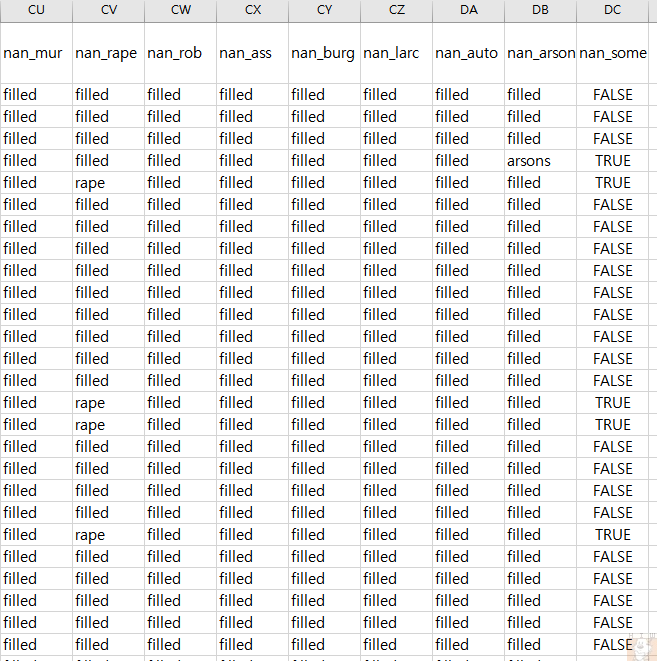 CU CV CW CX CY CZ DA DB DC
nan_mur nan_rape nan_rob nan_ass nan_burg nan_larc nan_auto nan_arson nan_some
filled filled filled filled filled filled filled filled FALSE
filled filled filled filled filled filled filled filled FALSE
filled filled filled filled filled filled filled filled FALSE
filled filled filled filled filled filled filled arsons TRUE
filled rape filled filled filled filled filled filled TRUE
filled filled filled filled filled filled filled filled FALSE
filled filled filled filled filled filled filled filled FALSE
filled filled filled filled filled filled filled filled FALSE
filled filled filled filled filled filled filled filled FALSE
filled filled filled filled filled filled filled filled FALSE
filled filled filled filled filled filled filled filled FALSE
filled filled filled filled filled filled filled filled FALSE
filled filled filled filled filled filled filled filled FALSE
filled filled filled filled filled filled filled filled FALSE
filled rape filled filled filled filled filled filled TRUE
filled rape filled filled filled filled filled filled TRUE
filled filled filled filled filled filled filled filled FALSE
filled filled filled filled filled filled filled filled FALSE
filled filled filled filled filled filled filled filled FALSE
filled filled filled filled filled filled filled filled FALSE
filled rape filled filled filled filled filled filled TRUE
filled filled filled filled filled filled filled filled FALSE
filled filled filled filled filled filled filled filled FALSE
filled filled filled filled filled filled filled filled FALSE
filled filled filled filled filled filled filled filled FALSE
filled filled filled filled filled filled filled filled FALSE